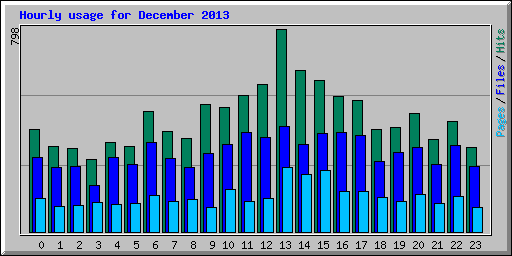 Hourly usage for December 2013
798
Pages / Files / Hits
0 1 2 3 4 5 6 7 8 9 10 11 12 13 14 15 16 17 18 19 20 21 22 23